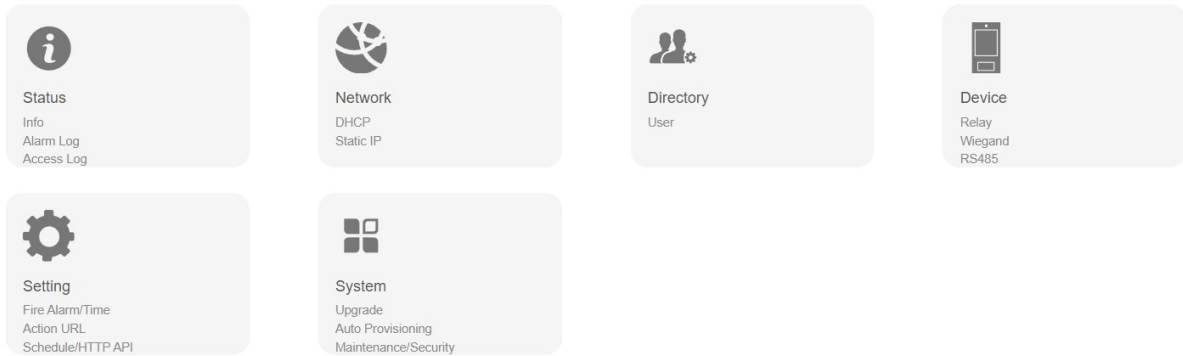 Status
Info
Alarm Log
Access Log
Network
DHCP
Static IP
Directory
User
Device
Relay
Wiegand
RS485
Setting
Fire Alarm/Time
Action URL
Schedule/HTTP API
System
Upgrade
Auto Provisioning
Maintenance/Security